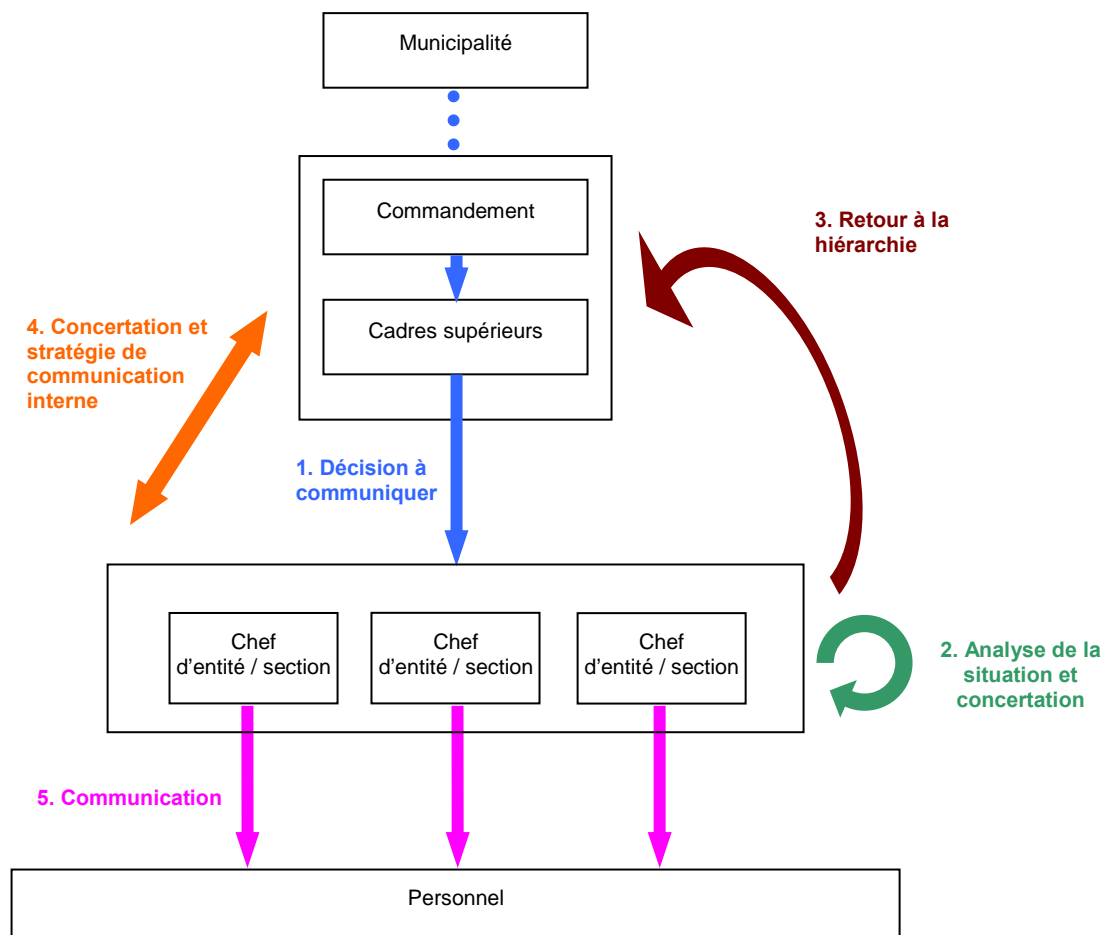 Municipalité
Commandement
3. Retour à la
hiérarchie
Cadres supérieurs
4. Concertation et
stratégie de
communication
interne
1. Décision à
communiquer
Chef
d’entité / section
Chef
d’entité / section
Chef
d’entité / section
2. Analyse de la
situation et
concertation
5. Communication
Personnel